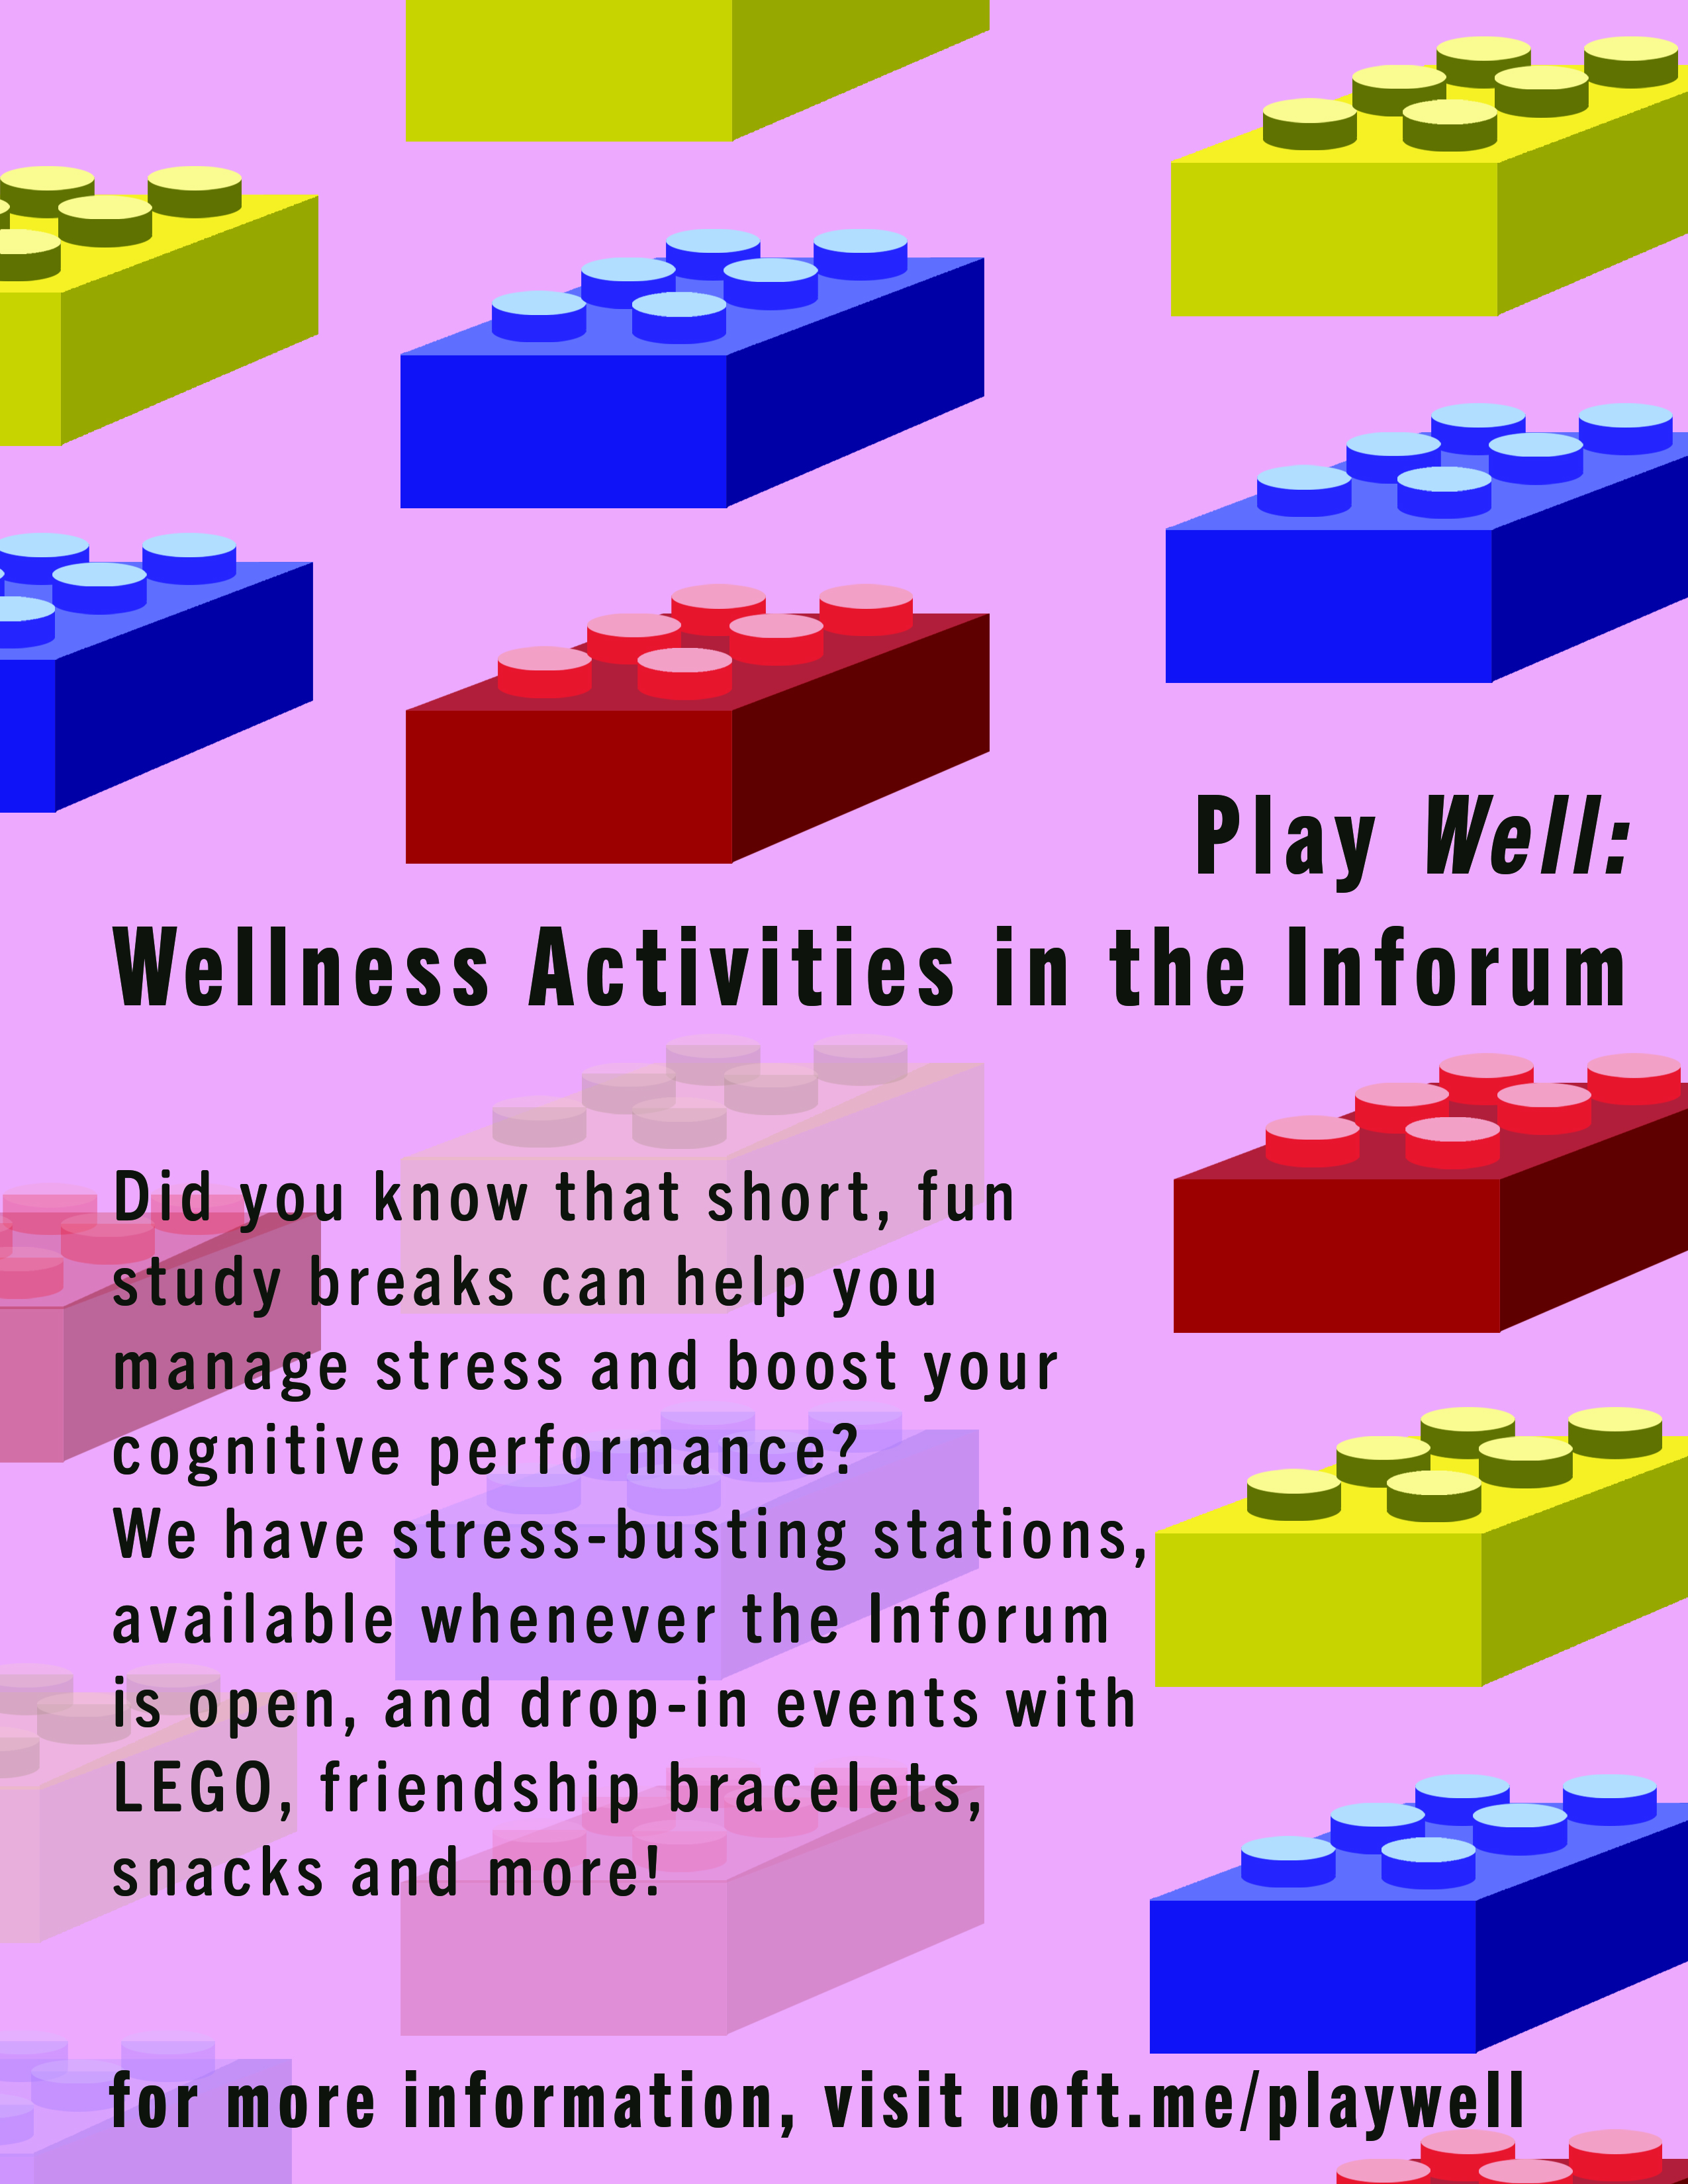 Play Well:
Wellness Activities in the Inforum
Did you know that short, fun
study breaks can help you
manage stress and boost your
cognitive performance?
We have stress-busting stations,
available whenever the Inforum
is open, and drop-in events with
LEGO, friendship bracelets,
snacks and more!
for more information, visit uoft.me/playwell